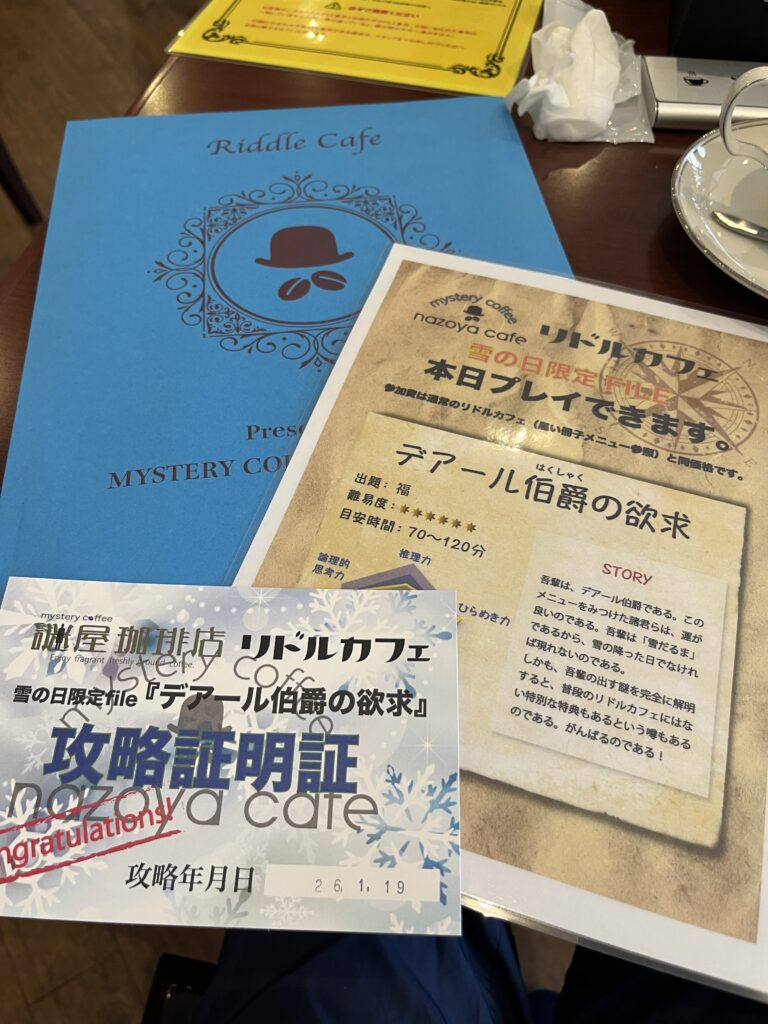 必ずご確認ください
Riddle Cafe
MYSTERY
mystery coffee
nazoya cafe
リドルカフェ
雪の日限定FILE
本日プレイできます。
参加費は通常のリドルカフェ（黒い冊子メニュー参照）と同価格です。
はくしゃく
デアール伯爵の欲求
出題：福
難易度：★★★★★★
目安時間：70～120分
論理的
思考力
推理力
ひらめき力
STORY
吾輩は、デアール伯爵である。この
メニューをみつけた諸君らは、運が
良いのである。吾輩は「雪だるま」
であるから、雪の降った日でなけれ
ば現れないのである。
しかも、吾輩の出す謎を完全に解明
すると、普段のリドルカフェにはな
い特別な特典もあるという噂もある
のである。がんばるのである！
mystery coffee
謎屋珈琲店 リドルカフェ
Enjoy fragrant freshly ground coffee.
雪の日限定file『デアール伯爵の欲求』
攻略証明証
mystery coffee
nazoya cafe
ngratulations!
攻略年月日 26.1.19